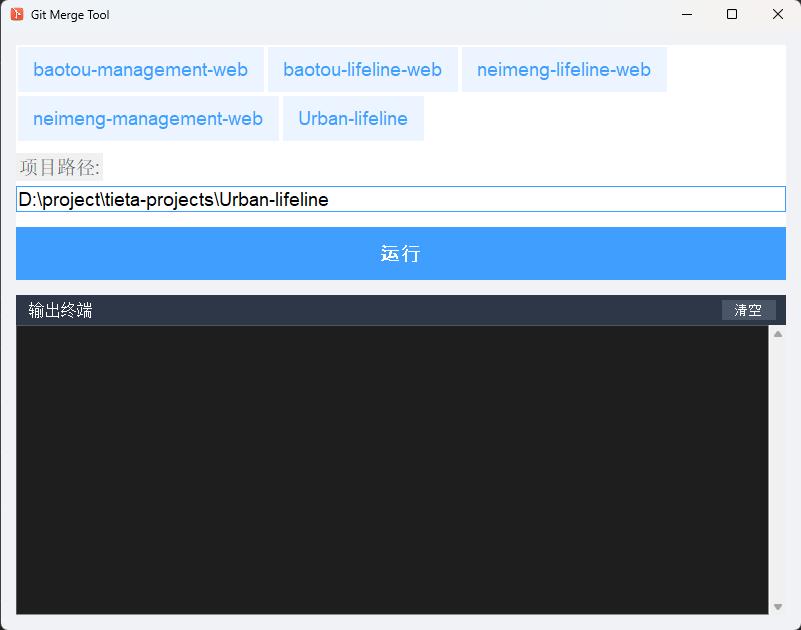 Git Merge Tool
baotou-management-web baotou-lifeline-web neimeng-lifeline-web
neimeng-management-web Urban-lifeline
项目路径:
D:\project\tieta-projects\Urban-lifeline
运行
输出终端 清空